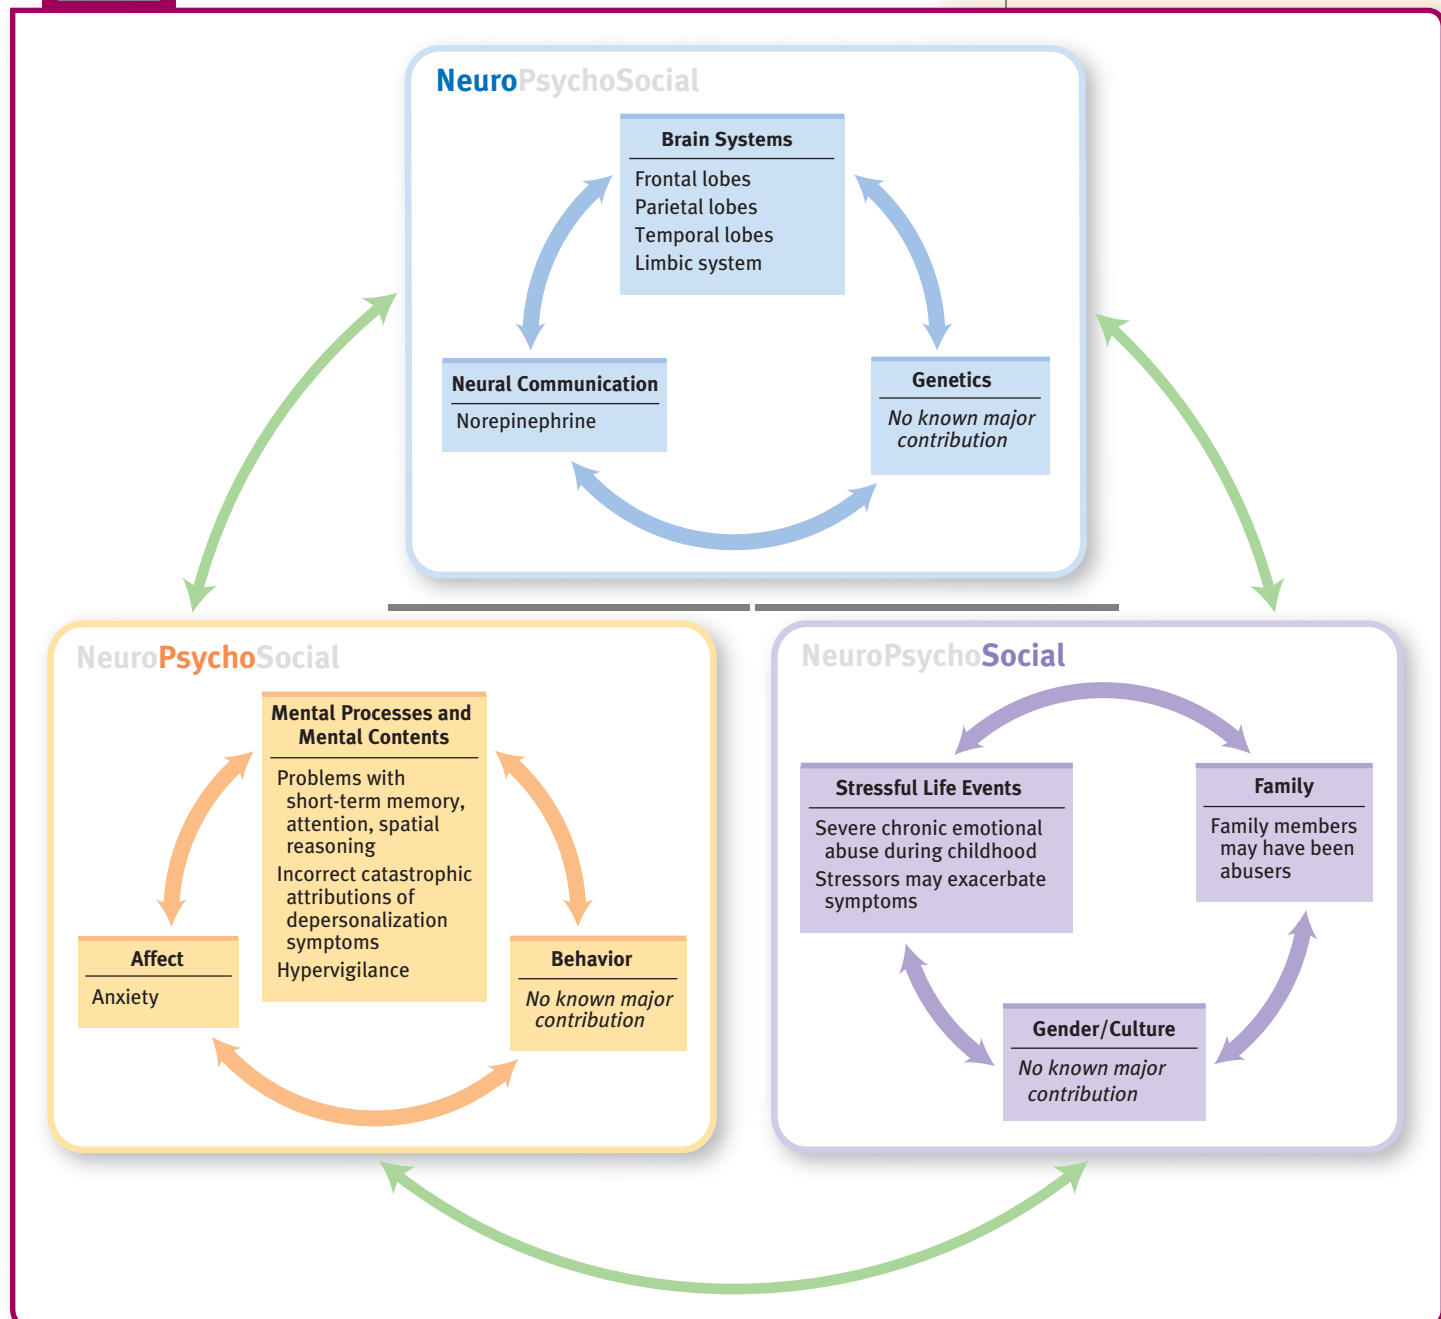 NeuroPsychoSocial
Brain Systems
Frontal lobes
Parietal lobes
Temporal lobes
Limbic system
Neural Communication
Norepinephrine
Genetics
No known major
contribution
NeuroPsychoSocial
Mental Processes and
Mental Contents
Problems with
short-term memory,
attention, spatial
reasoning
Incorrect catastrophic
attributions of
depersonalization
symptoms
Hypervigilance
Affect
Anxiety
Behavior
No known major
contribution
NeuroPsychoSocial
Stressful Life Events
Severe chronic emotional
abuse during childhood
Stressors may exacerbate
symptoms
Family
Family members
may have been
abusers
Gender/Culture
No known major
contribution